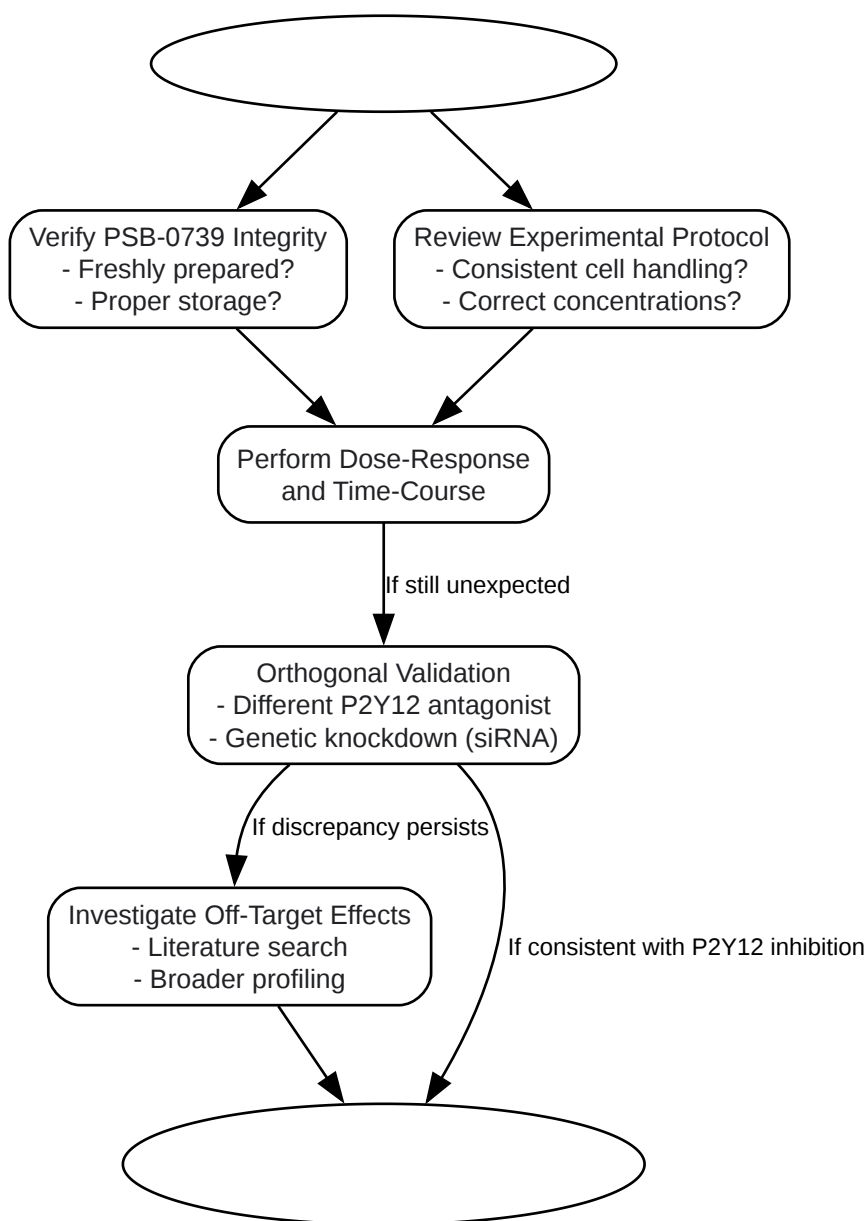 Verify PSB-0739 Integrity
- Freshly prepared?
- Proper storage?
Review Experimental Protocol
- Consistent cell handling?
- Correct concentrations?
Perform Dose-Response
and Time-Course
If still unexpected
Orthogonal Validation
- Different P2Y12 antagonist
- Genetic knockdown (siRNA)
If discrepancy persists
Investigate Off-Target Effects
- Literature search
- Broader profiling
If consistent with P2Y12 inhibition